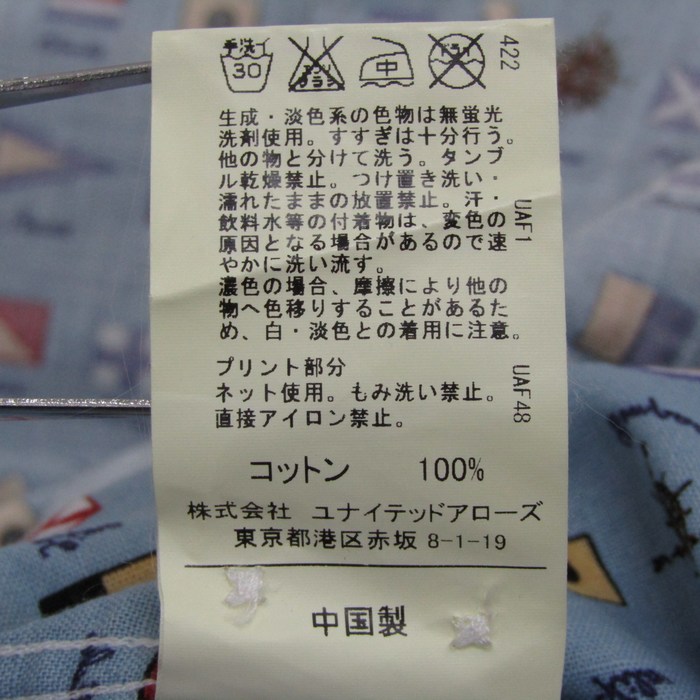 手洗イ
30
エンソ
サラシ
中
ドライ
422
生成・淡色系の色物は無蛍光
洗剤使用。すすぎは十分行う。
他の物と分けて洗う。タンブ
ル乾燥禁止。つけ置き洗い・
濡れたままの放置禁止。汗・
飲料水等の付着物は、変色の
原因となる場合があるので速
やかに洗い流す。
濃色の場合、摩擦により他の
物へ色移りすることがあるた
め、白・淡色との着用に注意。
UAF1
プリント部分
ネット使用。もみ洗い禁止。
直接アイロン禁止。
UAF48
コットン 100%
株式会社 ユナイテッドアローズ
東京都港区赤坂 8-1-19
中国製